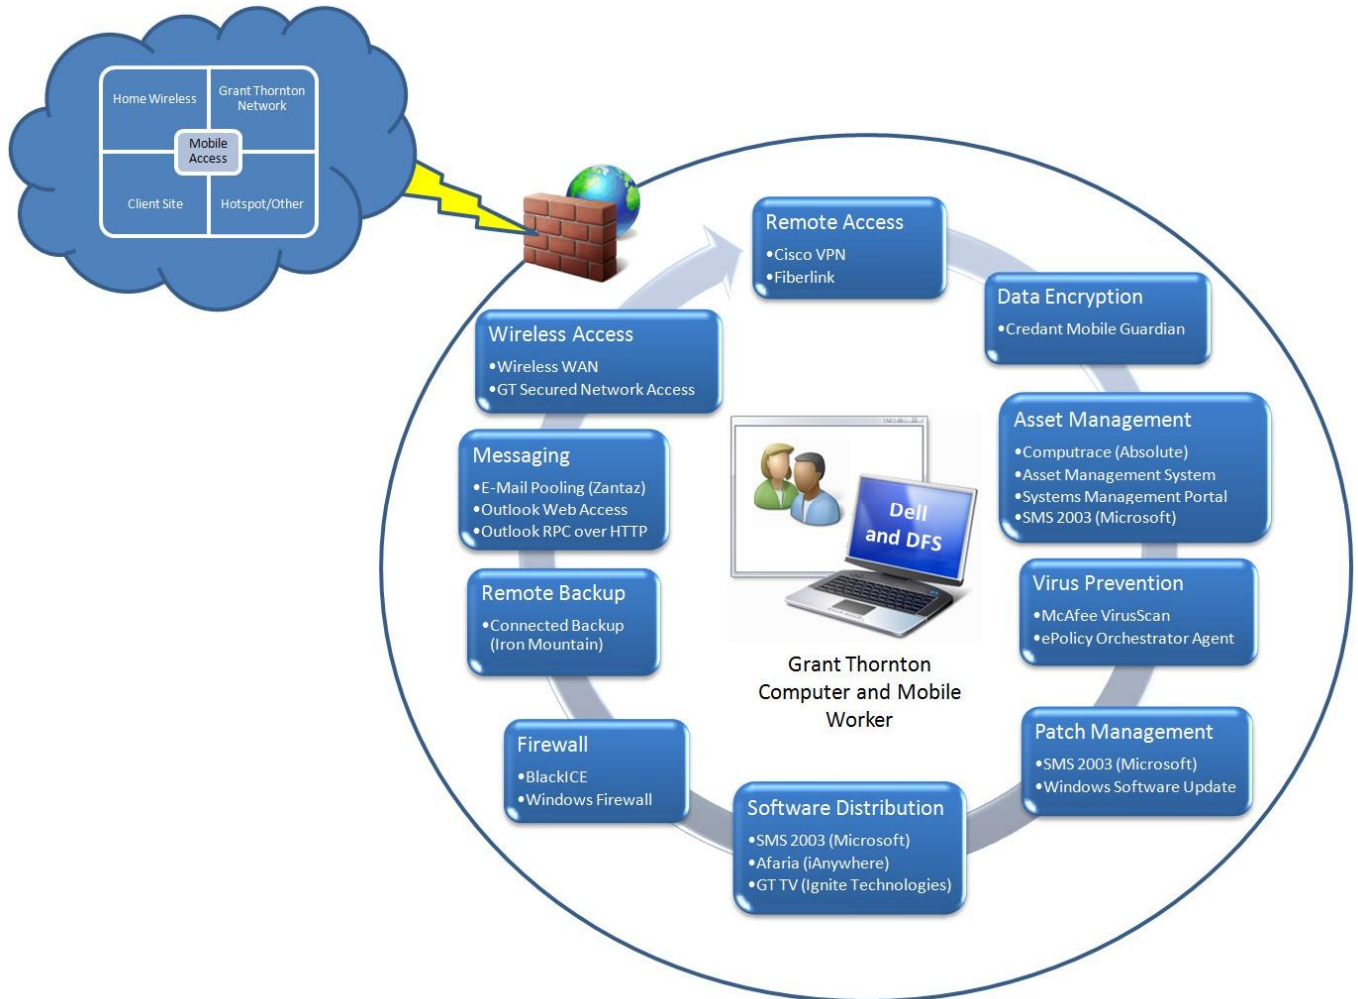 Home Wireless
Grant Thornton
Network
Mobile
Access
Client Site
Hotspot/Other
Remote Access
•Cisco VPN
•Fiberlink
Data Encryption
•Credant Mobile Guardian
Asset Management
•Computrace (Absolute)
•Asset Management System
•Systems Management Portal
•SMS 2003 (Microsoft)
Virus Prevention
•McAfee VirusScan
•ePolicy Orchestrator Agent
Patch Management
•SMS 2003 (Microsoft)
•Windows Software Update
Software Distribution
•SMS 2003 (Microsoft)
•Afaria (iAnywhere)
•GT TV (Ignite Technologies)
Firewall
•BlackICE
•Windows Firewall
Remote Backup
•Connected Backup
(Iron Mountain)
Messaging
•E-Mail Pooling (Zantaz)
•Outlook Web Access
•Outlook RPC over HTTP
Wireless Access
•Wireless WAN
•GT Secured Network Access
Dell
and DFS
Grant Thornton
Computer and Mobile
Worker